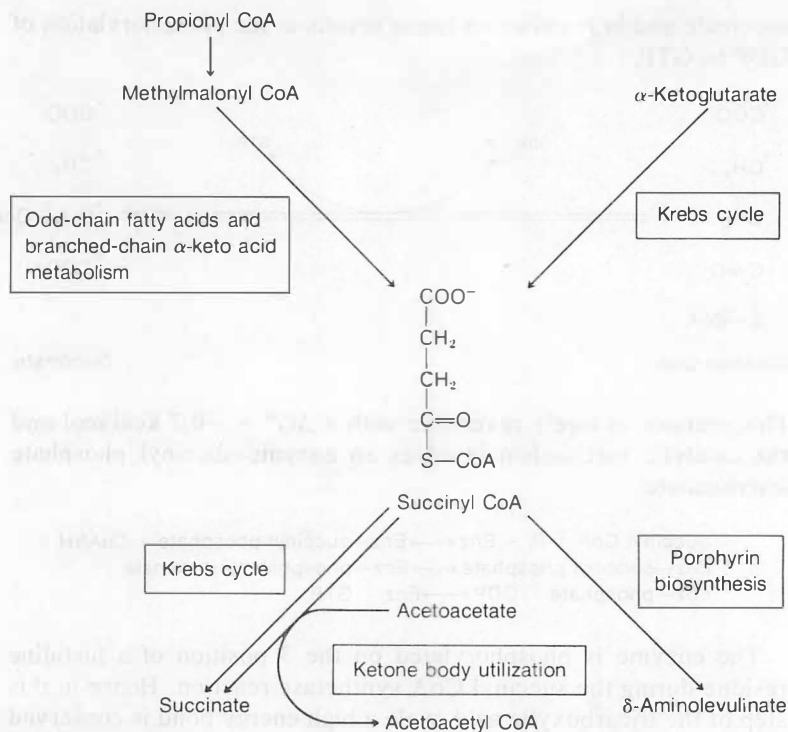 Propionyl CoA
Methylmalonyl CoA
α-Ketoglutarate
Odd-chain fatty acids and
branched-chain α-keto acid
metabolism
Krebs cycle
COO⁻
CH₂
CH₂
C=O
S—CoA
Succinyl CoA
Krebs cycle
Porphyrin
biosynthesis
Acetoacetate
Ketone body utilization
Succinate
δ-Aminolevulinate
Acetoacetyl CoA